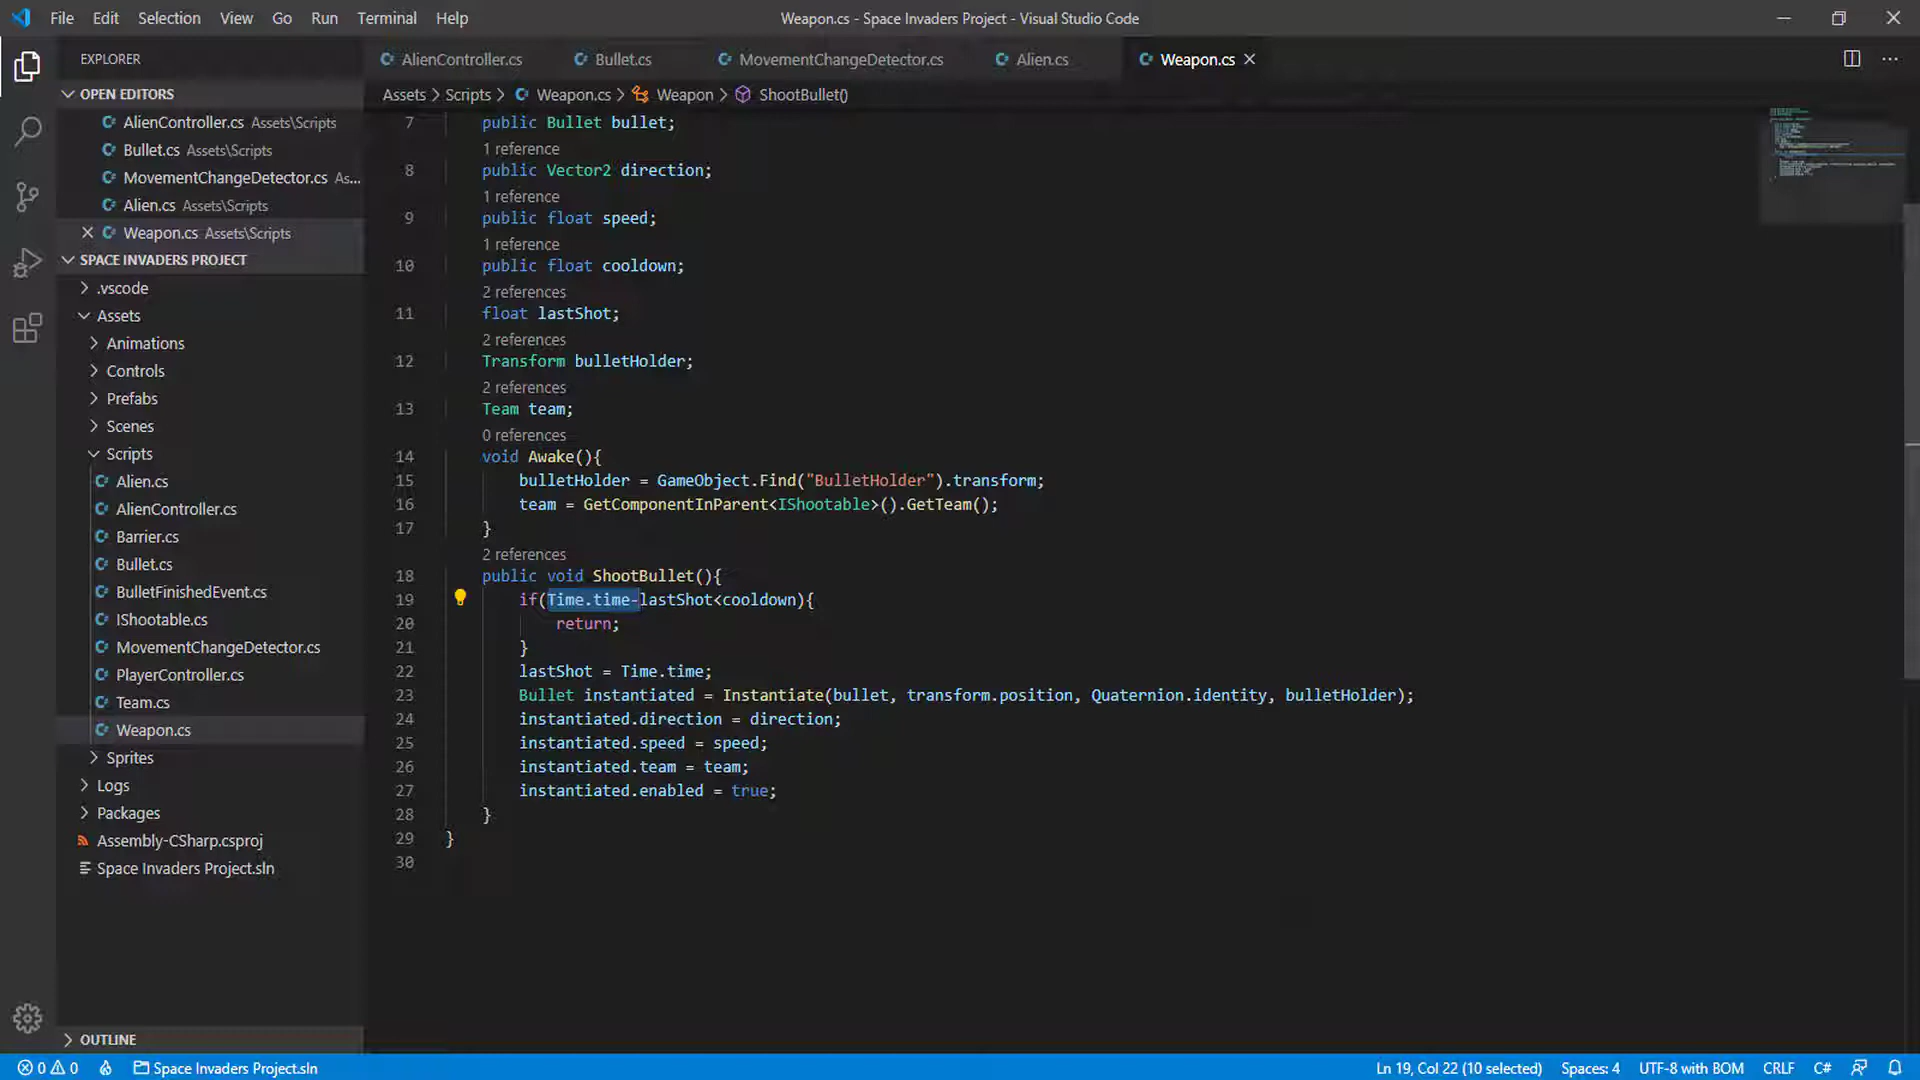 File Edit Selection View Go Run Terminal Help Weapon.cs - Space Invaders Project - Visual Studio Code
EXPLORER
OPEN EDITORS
AlienController.cs Assets\Scripts
Bullet.cs Assets\Scripts
MovementChangeDetector.cs As...
Alien.cs Assets\Scripts
Weapon.cs Assets\Scripts
SPACE INVADERS PROJECT
.vscode
Assets
Animations
Controls
Prefabs
Scenes
Scripts
Alien.cs
AlienController.cs
Barrier.cs
Bullet.cs
BulletFinishedEvent.cs
IShootable.cs
MovementChangeDetector.cs
PlayerController.cs
Team.cs
Weapon.cs
Sprites
Logs
Packages
Assembly-CSharp.csproj
Space Invaders Project.sln
OUTLINE
AlienController.cs Bullet.cs MovementChangeDetector.cs Alien.cs Weapon.cs
Assets > Scripts > Weapon.cs > Weapon > ShootBullet()
7 public Bullet bullet;
1 reference
8 public Vector2 direction;
1 reference
9 public float speed;
1 reference
10 public float cooldown;
2 references
11 float lastShot;
2 references
12 Transform bulletHolder;
2 references
13 Team team;
0 references
14 void Awake(){
15 bulletHolder = GameObject.Find("BulletHolder").transform;
16 team = GetComponentInParent<IShootable>().GetTeam();
17 }
2 references
18 public void ShootBullet(){
19 if(Time.time-lastShot<cooldown){
20 return;
21 }
22 lastShot = Time.time;
23 Bullet instantiated = Instantiate(bullet, transform.position, Quaternion.identity, bulletHolder);
24 instantiated.direction = direction;
25 instantiated.speed = speed;
26 instantiated.team = team;
27 instantiated.enabled = true;
28 }
29 }
30
0 0 Space Invaders Project.sln Ln 19, Col 22 (10 selected) Spaces: 4 UTF-8 with BOM CRLF C#